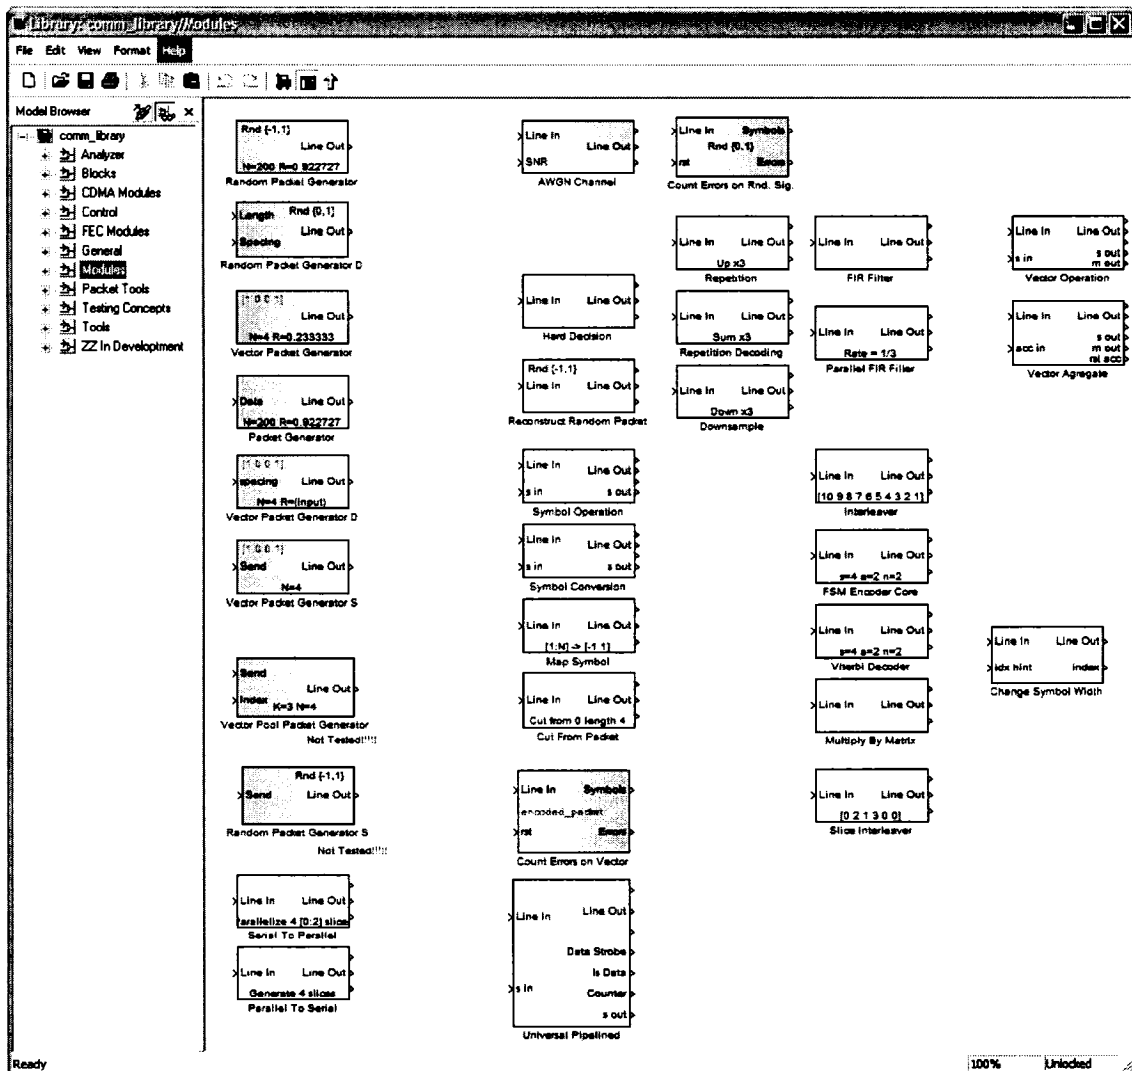 Library: comm_library/Modules
File Edit View Format Help
Model Browser
comm_library
Analyzer
Blocks
CDMA Modules
Control
FEC Modules
General
Modules
Packet Tools
Testing Concepts
Tools
ZZ In Developtment
Rnd {-1,1}
Line Out
N=200 R=0.922727
Random Packet Generator
Length Rnd {0,1}
Line Out
Spacing
Random Packet Generator D
[1 0 0 1]
Line Out
N=4 R=0.233333
Vector Packet Generator
Data Line Out
N=200 R=0.922727
Packet Generator
[1 0 0 1]
spacing Line Out
N=4 R=(input)
Vector Packet Generator D
[1 0 0 1]
Send Line Out
N=4
Vector Packet Generator S
Send
Line Out
Index K=3 N=4
Vector Pool Packet Generator
Not Tested!!!!
Rnd {-1,1}
Send Line Out
Random Packet Generator S
Not Tested!!!!
Line In Line Out
Parallelize 4 [0:2] slice
Serial To Parallel
Line In Line Out
Generate 4 slices
Parallel To Serial
Line In
Line Out
SNR
AWGN Channel
Line In Line Out
Hard Decision
Rnd {-1,1}
Line In Line Out
Reconstruct Random Packet
Line In Line Out
s in s out
Symbol Operation
Line In Line Out
s in s out
Symbol Conversion
Line In Line Out
[1:N] -> [-1 1]
Map Symbol
Line In Line Out
Cut from 0 length 4
Cut From Packet
Line In Symbols
encoded_packet
rst Errors
Count Errors on Vector
Line In Line Out
Data Strobe
Is Data
s in Counter
s out
Universal Pipelined
Line In Symbols
Rnd {0,1}
rst Errors
Count Errors on Rnd. Sig.
Line In Line Out
Up x3
Repetition
Line In Line Out
Sum x3
Repetition Decoding
Line In Line Out
Down x3
Downsample
Line In Line Out
FIR Filter
Line In Line Out
Rate = 1/3
Parallel FIR Filter
Line In Line Out
[10 9 8 7 6 5 4 3 2 1]
Interleaver
Line In Line Out
s=4 a=2 n=2
FSM Encoder Core
Line In Line Out
s=4 a=2 n=2
Viterbi Decoder
Line In Line Out
Multiply By Matrix
Line In Line Out
[0 2 1 3 0 0]
Slice Interleaver
Line In Line Out
s out
s in m out
Vector Operation
Line In Line Out
s out
acc in m out
rst acc
Vector Agregate
Line In Line Out
idx hint index
Change Symbol Width
Ready
100% Unlocked